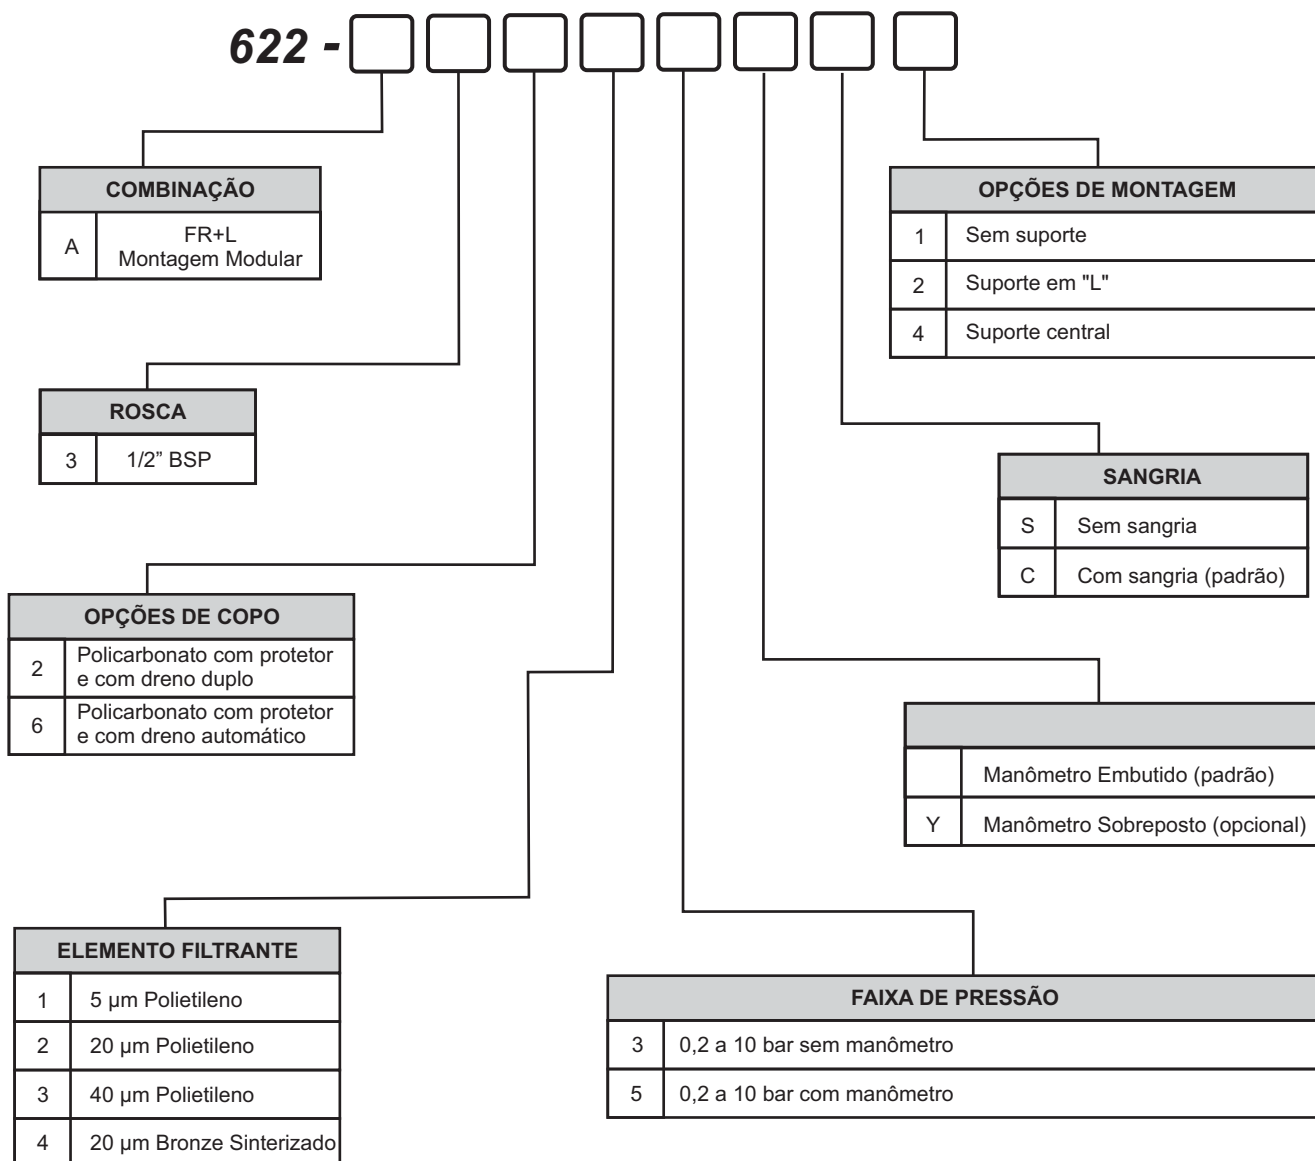 622 -
COMBINAÇÃO
A
FR+L
Montagem Modular
OPÇÕES DE MONTAGEM
1 Sem suporte
2 Suporte em "L"
4 Suporte central
ROSCA
3 1/2” BSP
SANGRIA
S Sem sangria
C Com sangria (padrão)
OPÇÕES DE COPO
2 Policarbonato com protetor
e com dreno duplo
6 Policarbonato com protetor
e com dreno automático
Manômetro Embutido (padrão)
Y Manômetro Sobreposto (opcional)
ELEMENTO FILTRANTE
1 5 µm Polietileno
2 20 µm Polietileno
3 40 µm Polietileno
4 20 µm Bronze Sinterizado
FAIXA DE PRESSÃO
3 0,2 a 10 bar sem manômetro
5 0,2 a 10 bar com manômetro